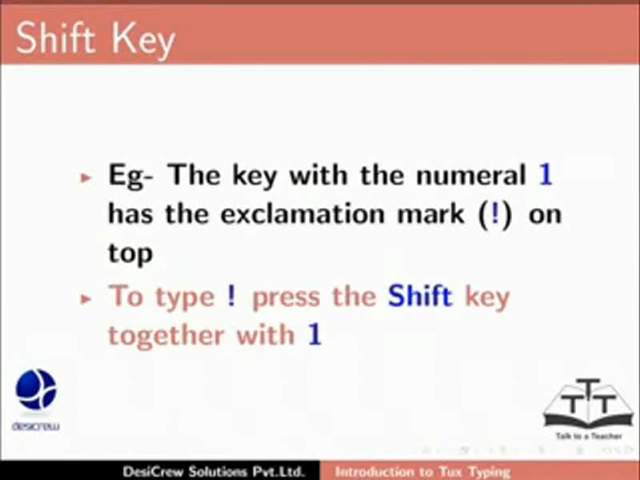 Shift Key
Eg- The key with the numeral 1
has the exclamation mark (!) on
top
To type ! press the Shift key
together with 1
desicrew
TTT
Talk to a Teacher
DesiCrew Solutions Pvt.Ltd. Introduction to Tux Typing